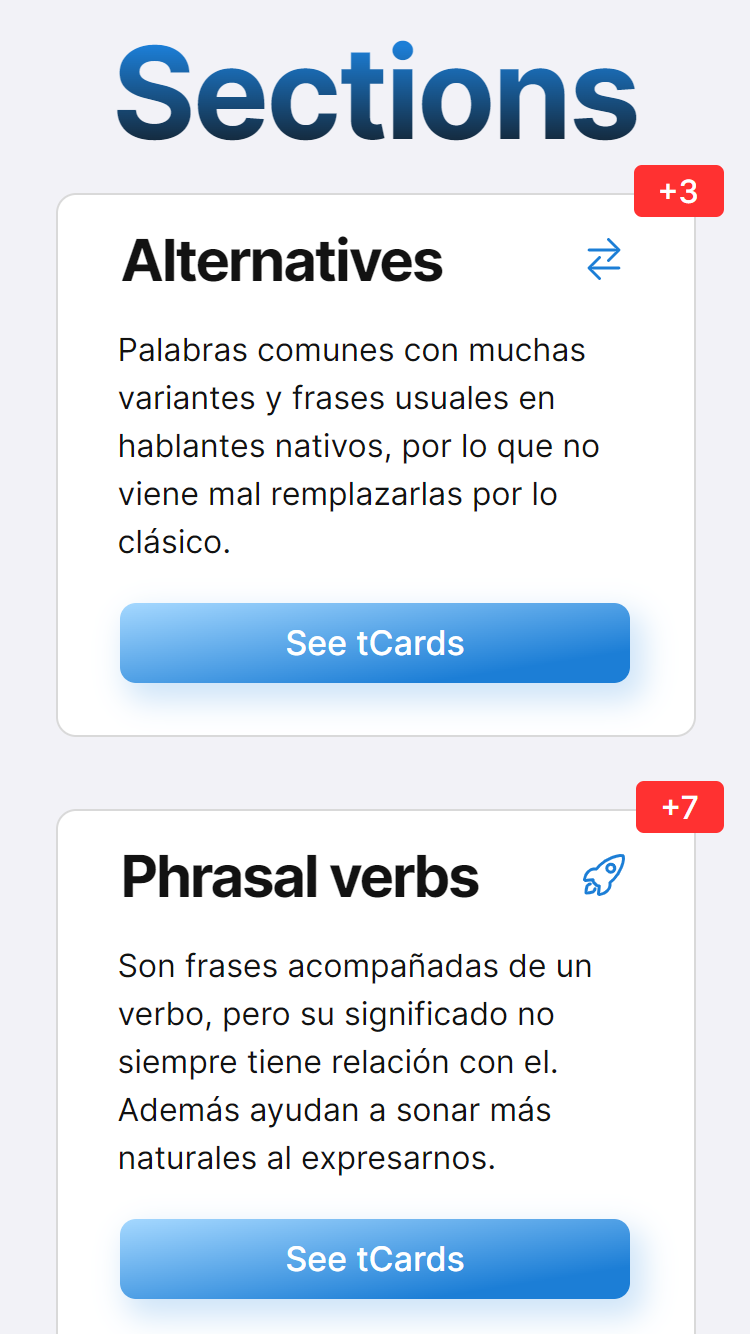 Sections
+3
Alternatives
Palabras comunes con muchas
variantes y frases usuales en
hablantes nativos, por lo que no
viene mal remplazarlas por lo
clásico.
See tCards
+7
Phrasal verbs
Son frases acompañadas de un
verbo, pero su significado no
siempre tiene relación con el.
Además ayudan a sonar más
naturales al expresarnos.
See tCards